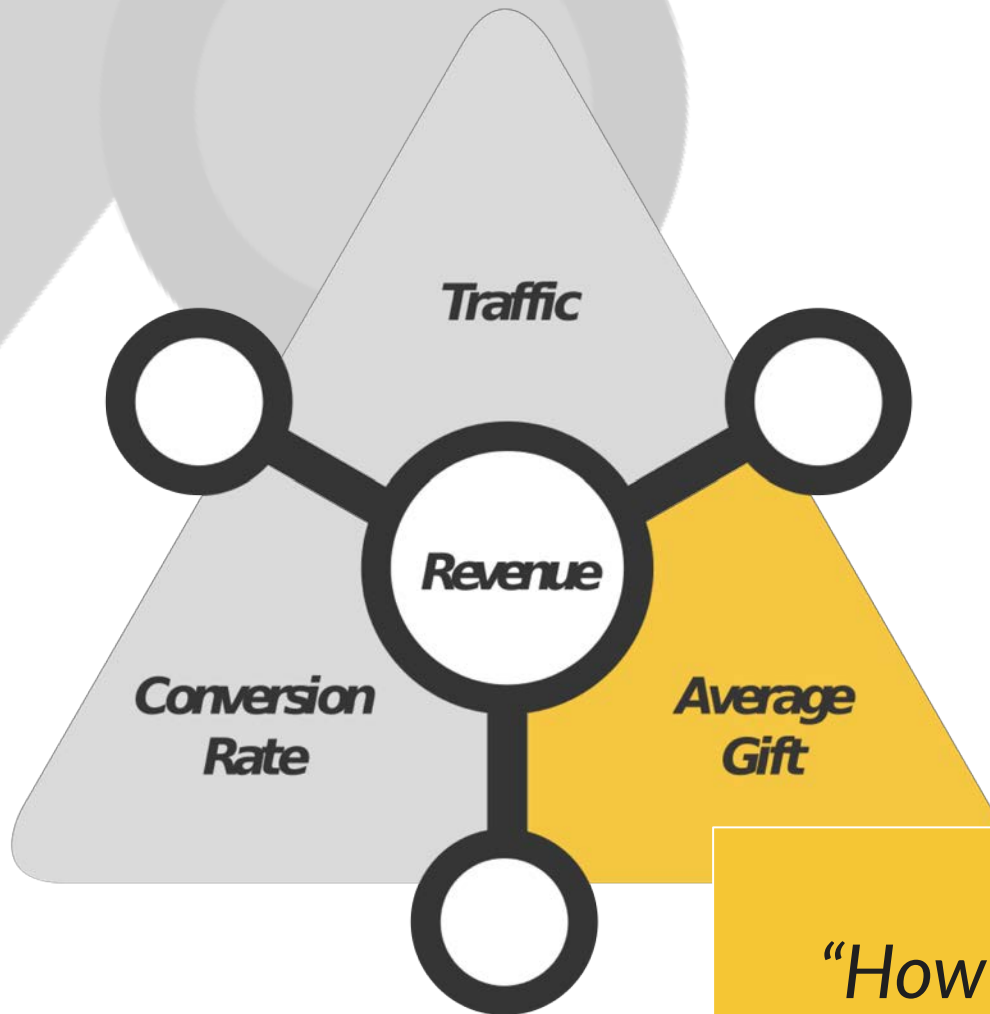 Traffic
Revenue
Conversion
Rate
Average
Gift
“How